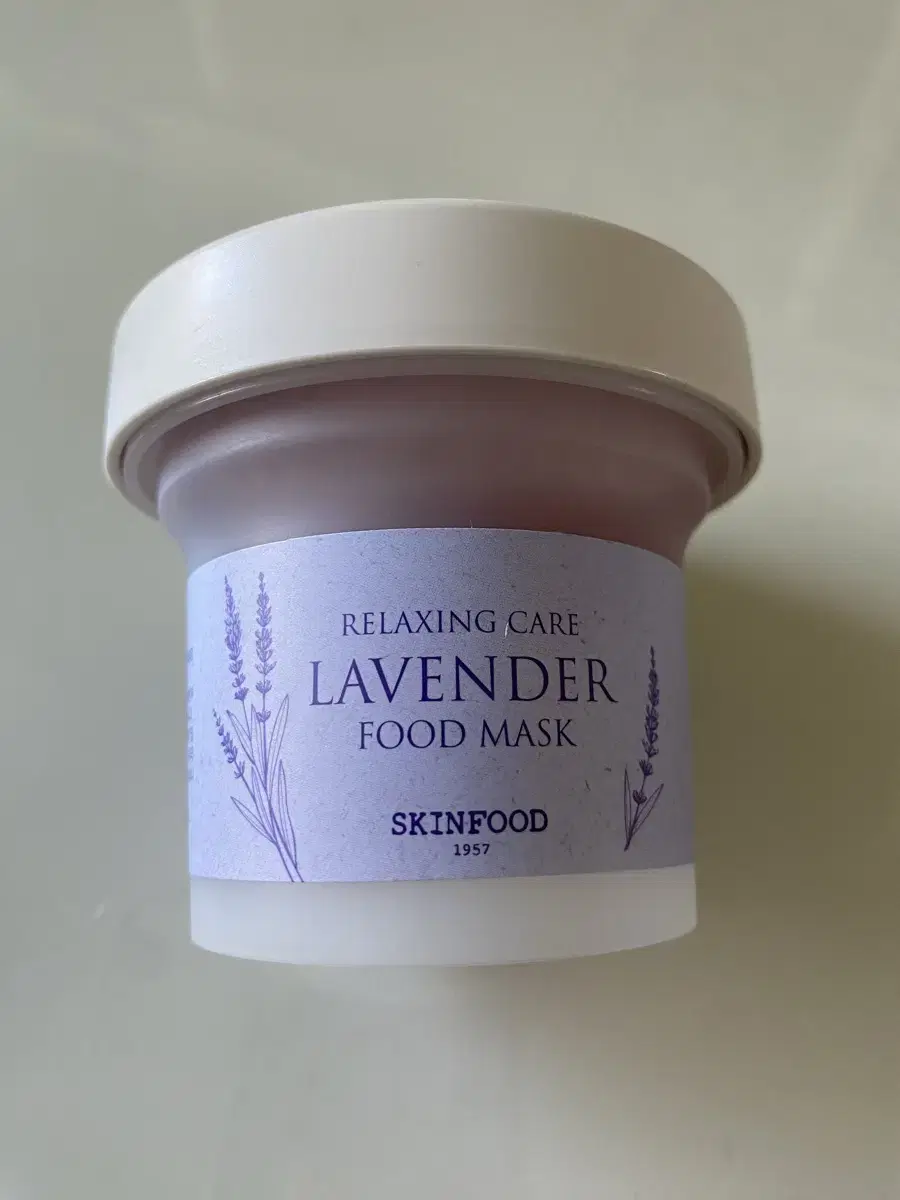 RELAXING CARE
LAVENDER
FOOD MASK
SKINFOOD
1957